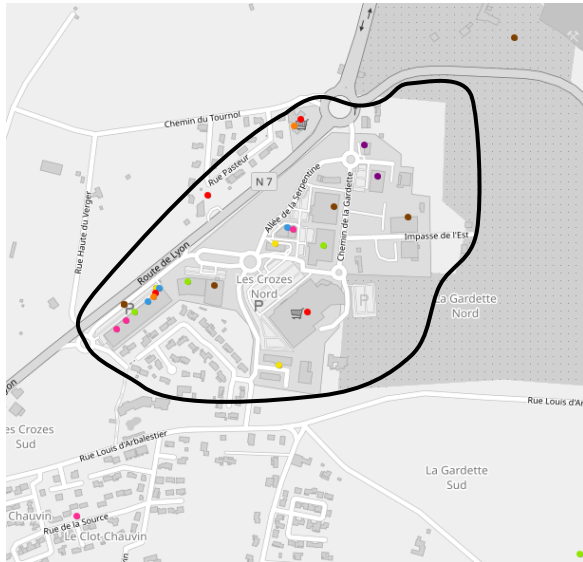 Chemin du Tournol
Rue Pasteur
N 7
Allée de la Serpentine
Chemin de la Gardette
Rue Haute du Verger
Impasse de l'Est
Route de Lyon
Les Crozes
Nord
P
P
P
La Gardette
Nord
yon
Rue Louis d'Ar
es Crozes
Sud
Rue Louis d'Arbalestier
La Gardette
Sud
Chauvin
Rue de la Source
Le Clot Chauvin
vin